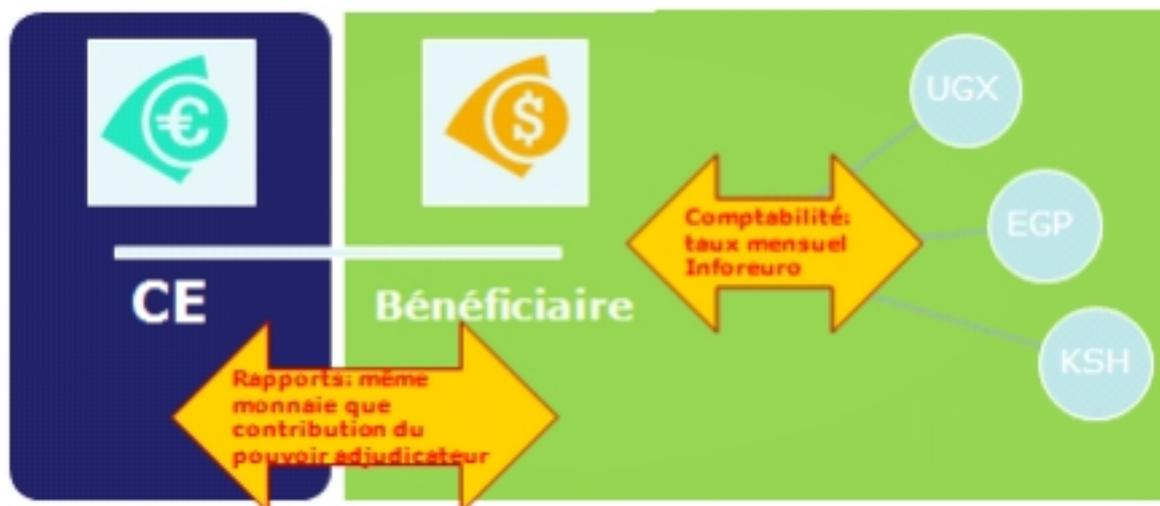 €
$
UGX
Comptabilité:
taux mensuel
Inforeuro
EGP
CE
Bénéficiaire
KSH
Rapports: même
monnaie que
contribution du
pouvoir adjudicateur